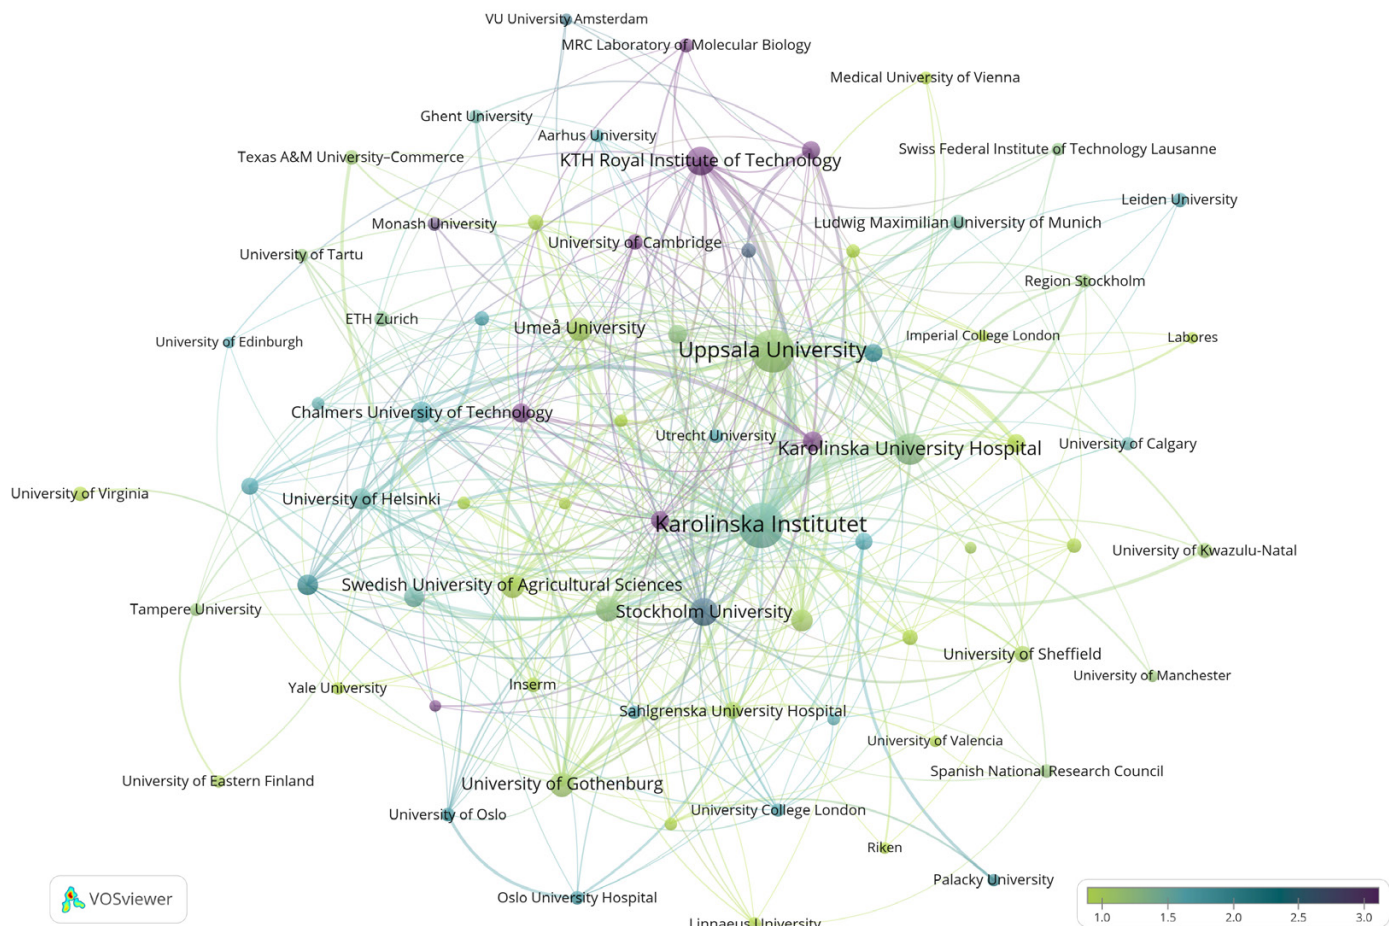 VU University Amsterdam
MRC Laboratory of Molecular Biology
Medical University of Vienna
Ghent University
Aarhus University
Swiss Federal Institute of Technology Lausanne
Texas A&M University–Commerce
KTH Royal Institute of Technology
Leiden University
Monash University
Ludwig Maximilian University of Munich
University of Cambridge
University of Tartu
Region Stockholm
ETH Zurich
Umeå University
Imperial College London
Labores
University of Edinburgh
Uppsala University
Chalmers University of Technology
Utrecht University
University of Calgary
Karolinska University Hospital
University of Virginia
University of Helsinki
Karolinska Institutet
University of Kwazulu-Natal
Swedish University of Agricultural Sciences
Tampere University
Stockholm University
University of Sheffield
University of Manchester
Yale University
Inserm
Sahlgrenska University Hospital
University of Valencia
Spanish National Research Council
University of Eastern Finland
University of Gothenburg
University of Oslo
University College London
Riken
Palacky University
Oslo University Hospital
VOSviewer
Linnaeus University
1.0 1.5 2.0 2.5 3.0